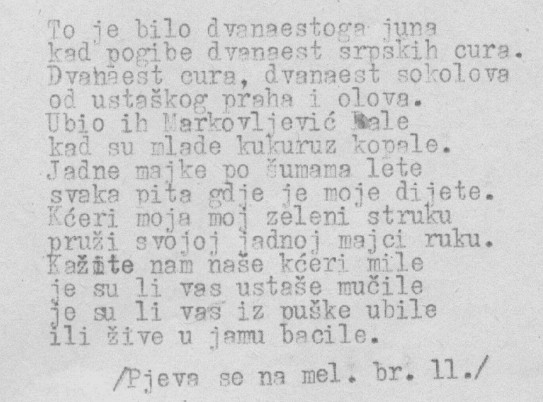 To je bilo dvanaestoga juna
kad pogibe dvanaest srpskih cura.
Dvanaest cura, dvanaest sokolova
od ustaškog praha i olova.
Ubio ih Markovljević Rale
kad su mlade kukuruz kopale.
Jadne majke po šumama lete
svaka pita gdje je moje dijete.
Kćeri moja moj zeleni struku
pruži svojoj jadnoj majci ruku.
Kažite nam naše kćeri mile
je su li vas ustaše mučile
je su li vas iz puške ubile
ili žive u jamu bacile.
/Pjeva se na mel. br. 11./